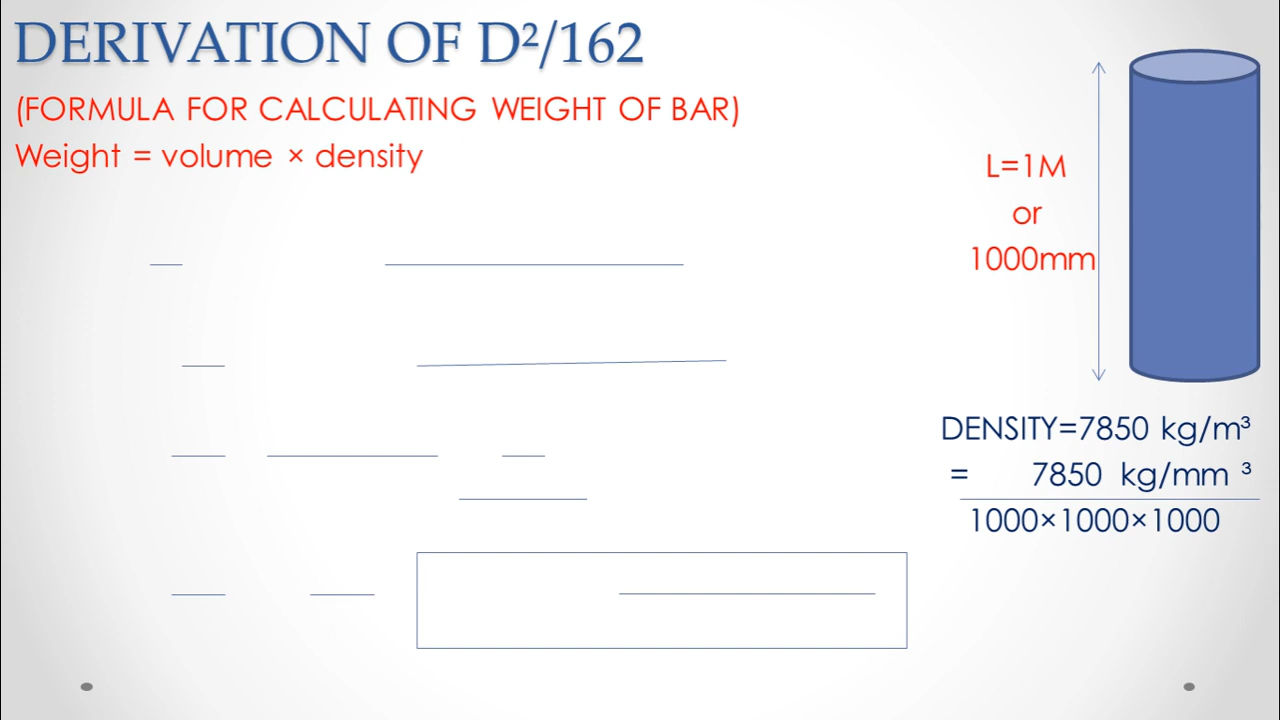 DERIVATION OF D²/162
(FORMULA FOR CALCULATING WEIGHT OF BAR)
Weight = volume × density
L=1M
or
1000mm
DENSITY=7850 kg/m³
= 7850 kg/mm ³
1000×1000×1000